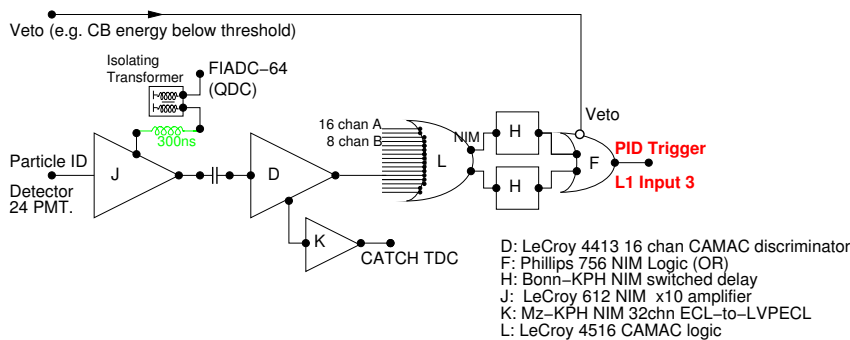 Veto (e.g. CB energy below threshold)
Isolating
Transformer
FIADC-64
(QDC)
300ns
16 chan A
8 chan B
NIM
Veto
Particle ID
Detector
24 PMT.
J
D
L
H
H
F
PID Trigger
L1 Input 3
K
CATCH TDC
D: LeCroy 4413 16 chan CAMAC discriminator
F: Phillips 756 NIM Logic (OR)
H: Bonn-KPH NIM switched delay
J: LeCroy 612 NIM x10 amplifier
K: Mz-KPH NIM 32chn ECL-to-LVPECL
L: LeCroy 4516 CAMAC logic